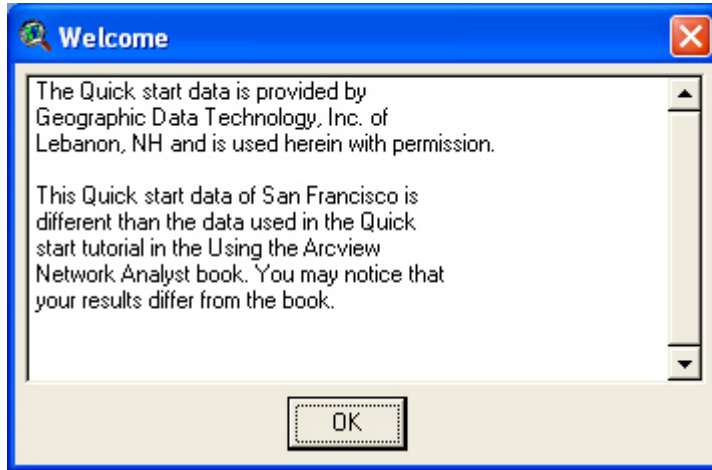 Welcome
The Quick start data is provided by
Geographic Data Technology, Inc. of
Lebanon, NH and is used herein with permission.
This Quick start data of San Francisco is
different than the data used in the Quick
start tutorial in the Using the Arcview
Network Analyst book. You may notice that
your results differ from the book.
OK